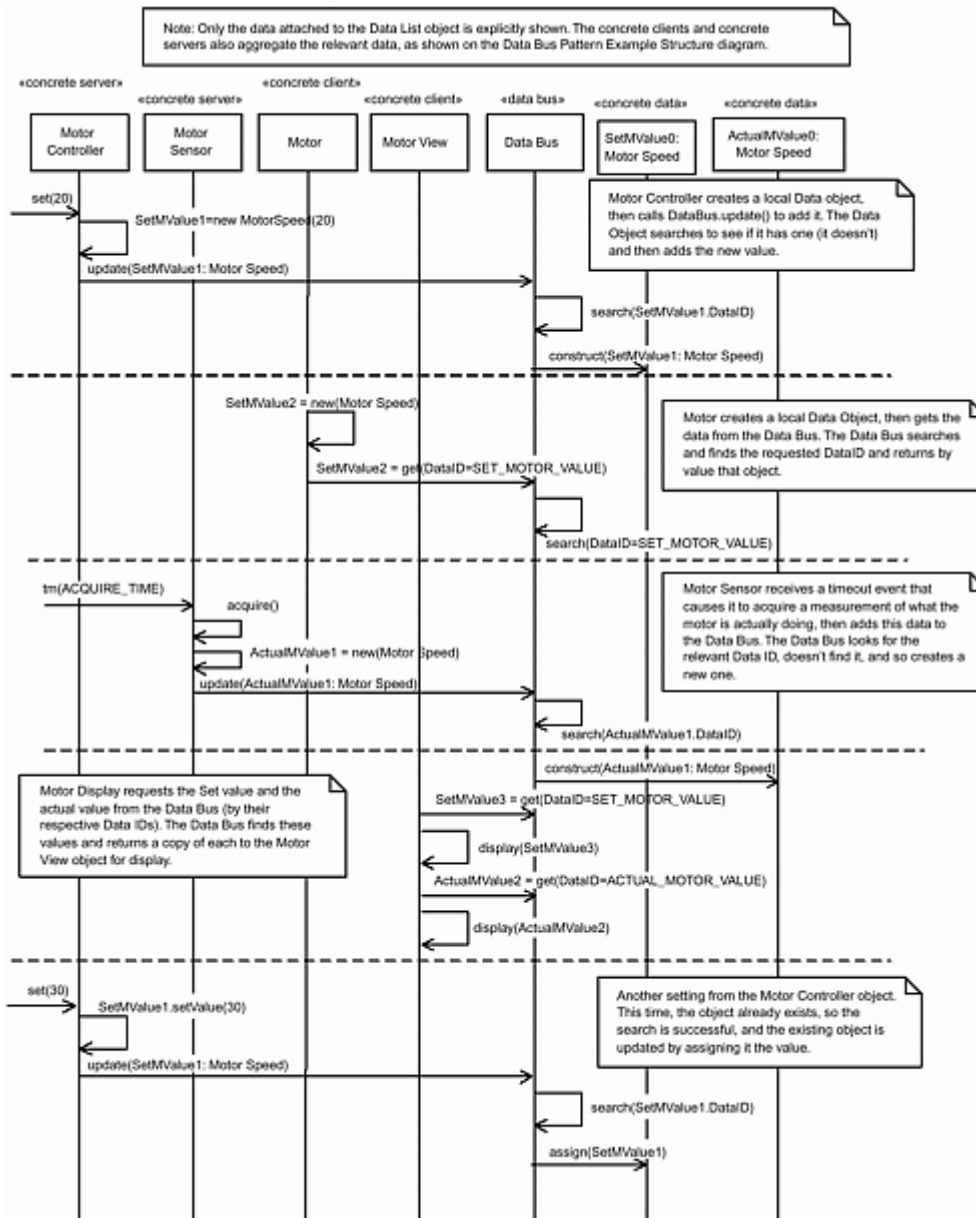 Note: Only the data attached to the Data List object is explicitly shown. The concrete clients and concrete
servers also aggregate the relevant data, as shown on the Data Bus Pattern Example Structure diagram.
«concrete server»
«concrete server»
«concrete client»
«concrete client»
«data bus»
«concrete data»
«concrete data»
Motor
Controller
Motor
Sensor
Motor
Motor View
Data Bus
SetMValue0:
Motor Speed
ActualMValue0:
Motor Speed
set(20)
SetMValue1=new MotorSpeed(20)
Motor Controller creates a local Data object,
then calls DataBus.update() to add it. The Data
Object searches to see if it has one (it doesn't)
and then adds the new value.
update(SetMValue1: Motor Speed)
search(SetMValue1.DataID)
construct(SetMValue1: Motor Speed)
SetMValue2 = new(Motor Speed)
Motor creates a local Data Object, then gets the
data from the Data Bus. The Data Bus searches
and finds the requested DataID and returns by
value that object.
SetMValue2 = get(DataID=SET_MOTOR_VALUE)
search(DataID=SET_MOTOR_VALUE)
tm(ACQUIRE_TIME)
acquire()
Motor Sensor receives a timeout event that
causes it to acquire a measurement of what the
motor is actually doing, then adds this data to
the Data Bus. The Data Bus looks for the
relevant Data ID, doesn't find it, and so creates a
new one.
ActualMValue1 = new(Motor Speed)
update(ActualMValue1: Motor Speed)
search(ActualMValue1.DataID)
construct(ActualMValue1: Motor Speed)
Motor Display requests the Set value and the
actual value from the Data Bus (by their
respective Data IDs). The Data Bus finds these
values and returns a copy of each to the Motor
View object for display.
SetMValue3 = get(DataID=SET_MOTOR_VALUE)
display(SetMValue3)
ActualMValue2 = get(DataID=ACTUAL_MOTOR_VALUE)
display(ActualMValue2)
set(30)
SetMValue1.setValue(30)
Another setting from the Motor Controller object.
This time, the object already exists, so the
search is successful, and the existing object is
updated by assigning it the value.
update(SetMValue1: Motor Speed)
search(SetMValue1.DataID)
assign(SetMValue1)